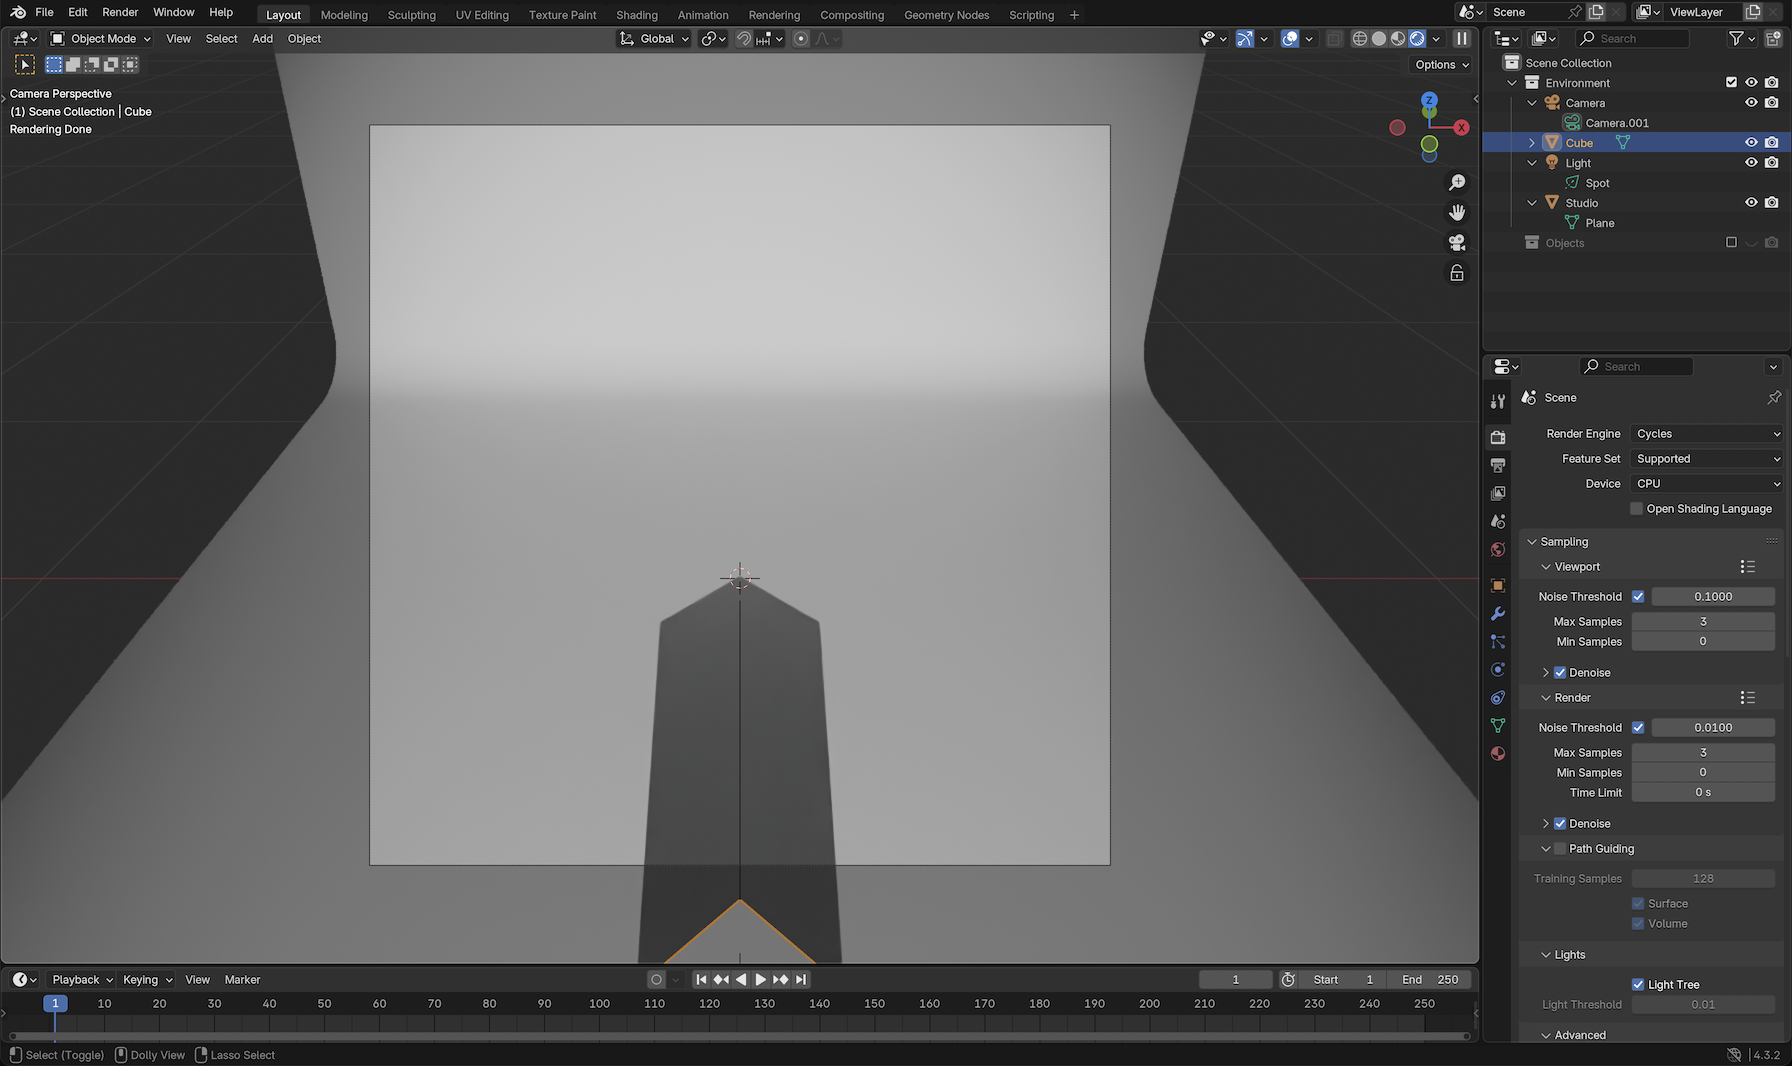 File Edit Render Window Help Layout Modeling Sculpting UV Editing Texture Paint Shading Animation Rendering Compositing Geometry Nodes Scripting + Scene ViewLayer
Object Mode View Select Add Object Global Search
Options
Camera Perspective
(1) Scene Collection | Cube
Rendering Done
Z
X
Scene Collection
Environment
Camera
Camera.001
Cube
Light
Spot
Studio
Plane
Objects
Search
Scene
Render Engine Cycles
Feature Set Supported
Device CPU
Open Shading Language
Sampling
Viewport
Noise Threshold 0.1000
Max Samples 3
Min Samples 0
Denoise
Render
Noise Threshold 0.0100
Max Samples 3
Min Samples 0
Time Limit 0 s
Denoise
Path Guiding
Training Samples 128
Surface
Volume
Lights
Light Tree
Light Threshold 0.01
Advanced
Playback Keying View Marker 1 Start 1 End 250
1 10 20 30 40 50 60 70 80 90 100 110 120 130 140 150 160 170 180 190 200 210 220 230 240 250
Select (Toggle) Dolly View Lasso Select 4.3.2